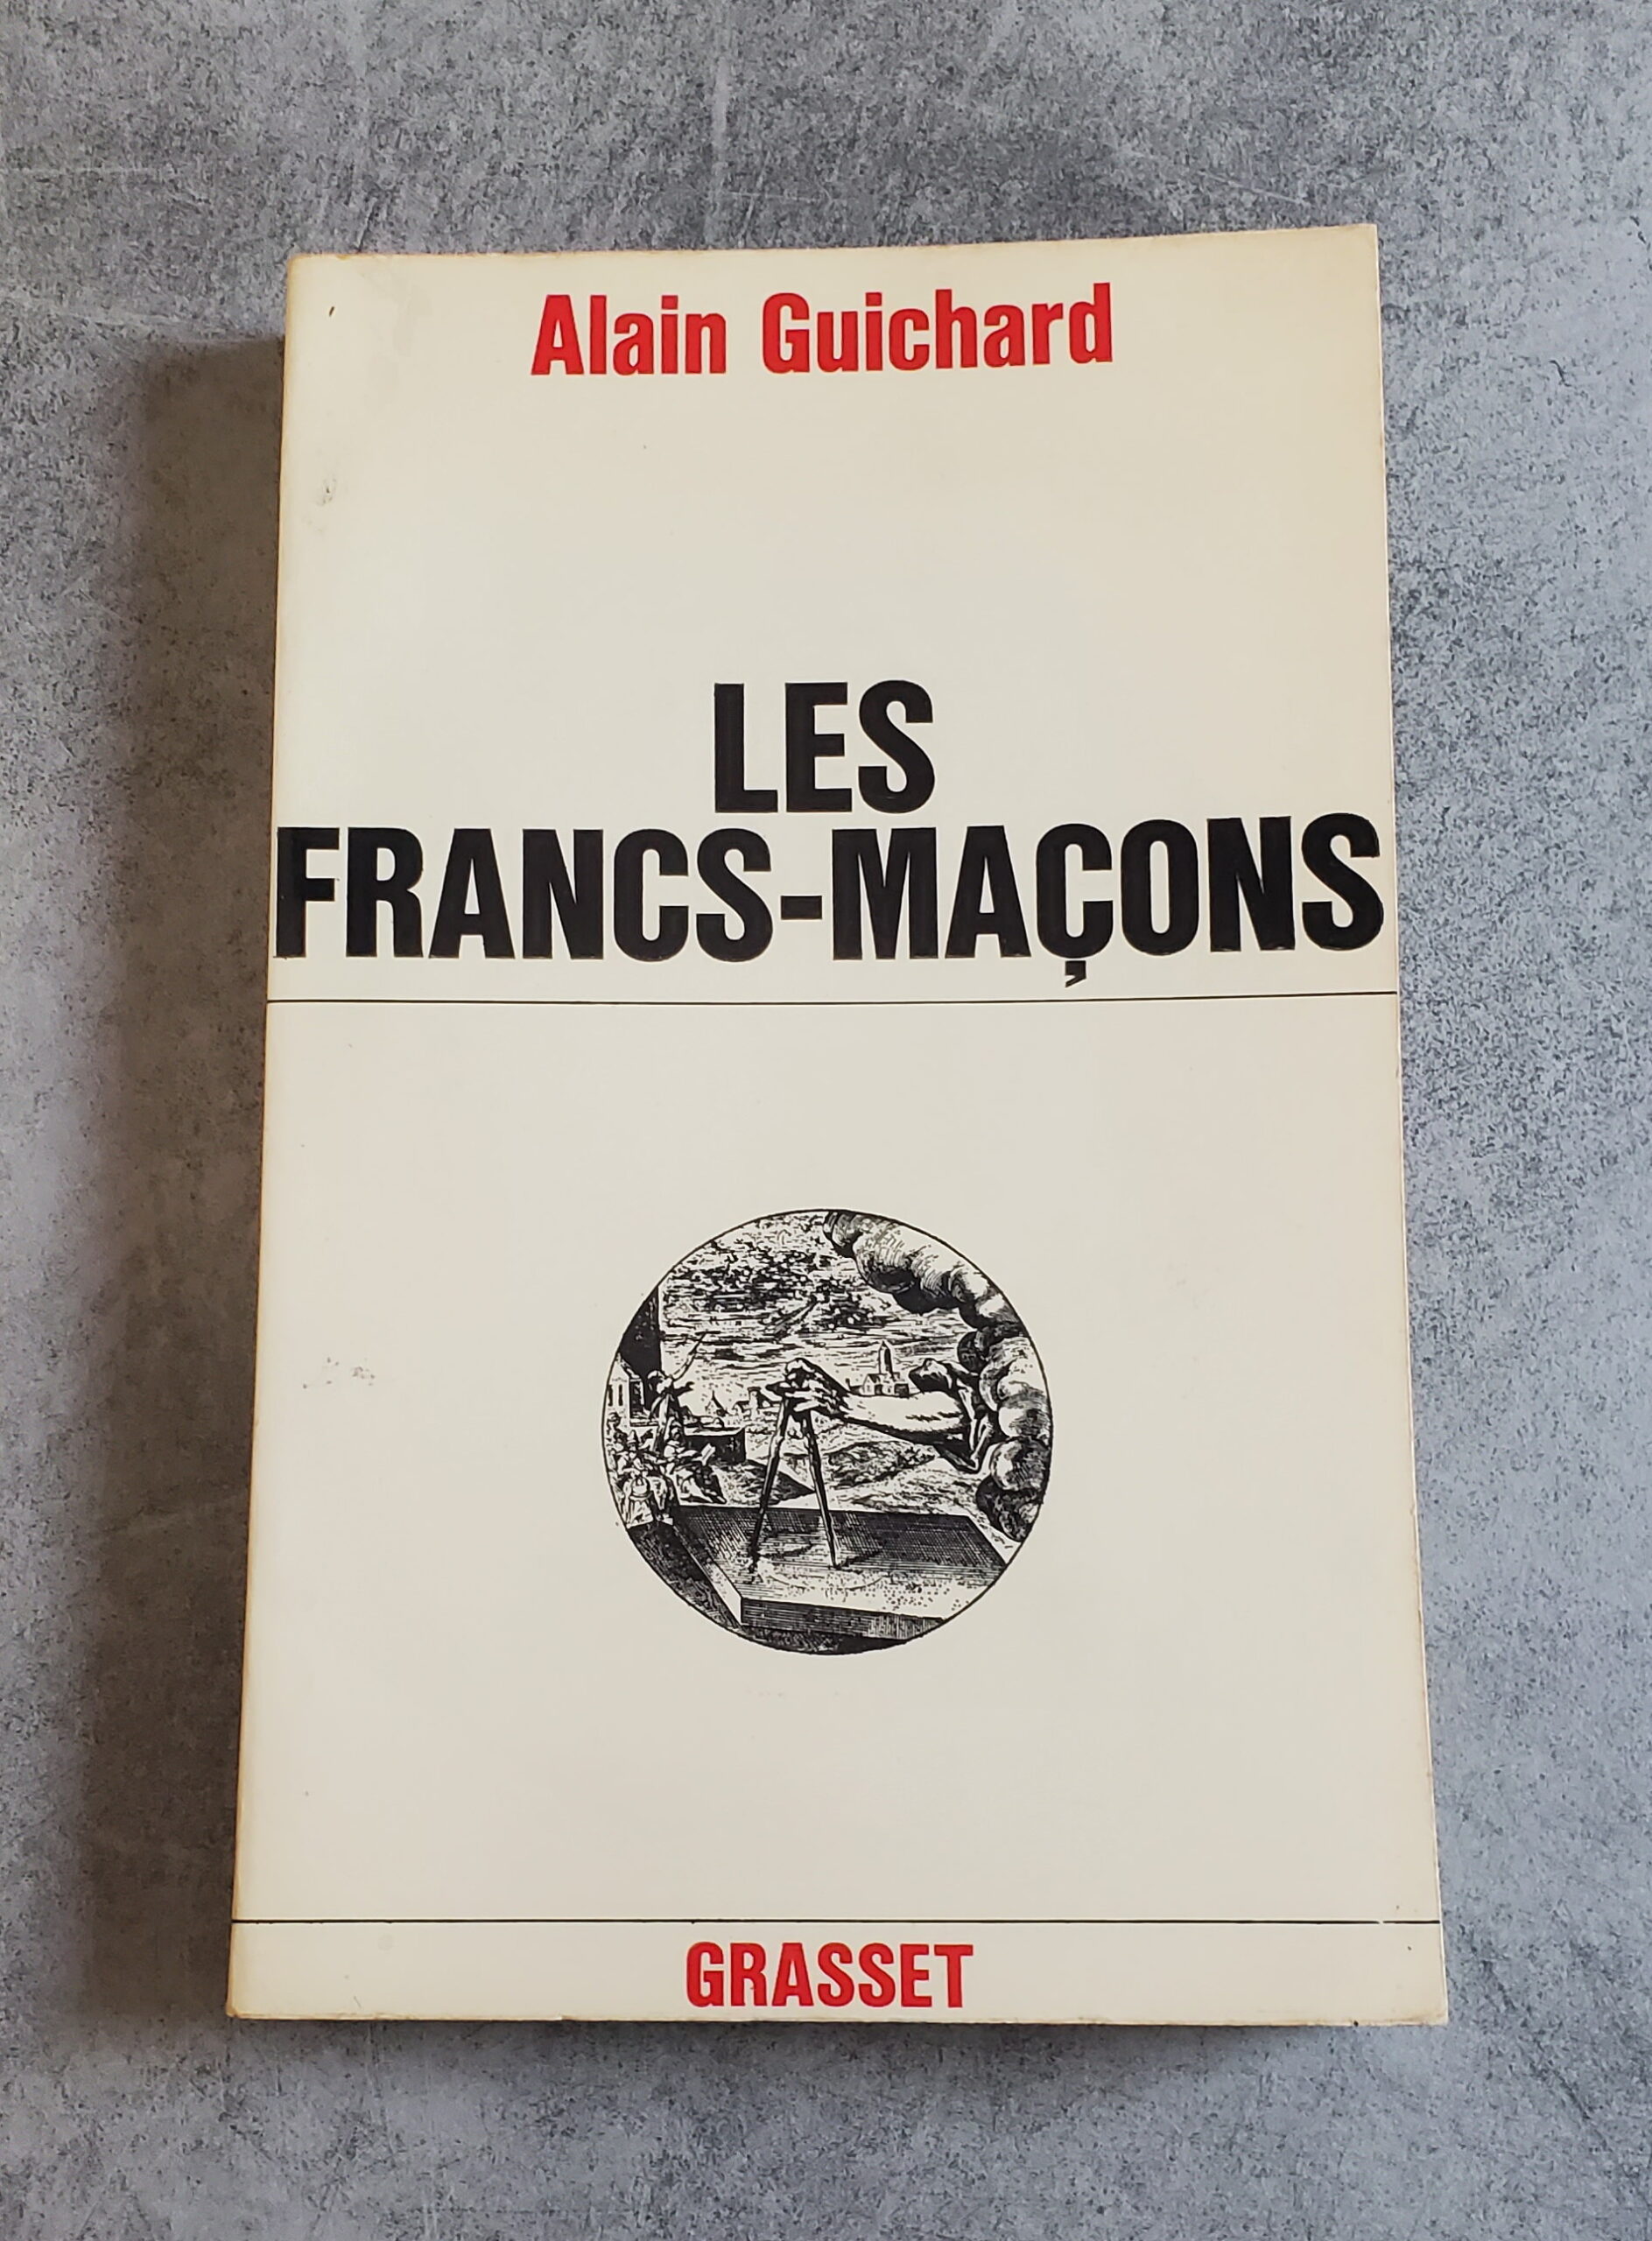 Alain Guichard
LES
FRANCS-MAÇONS
GRASSET